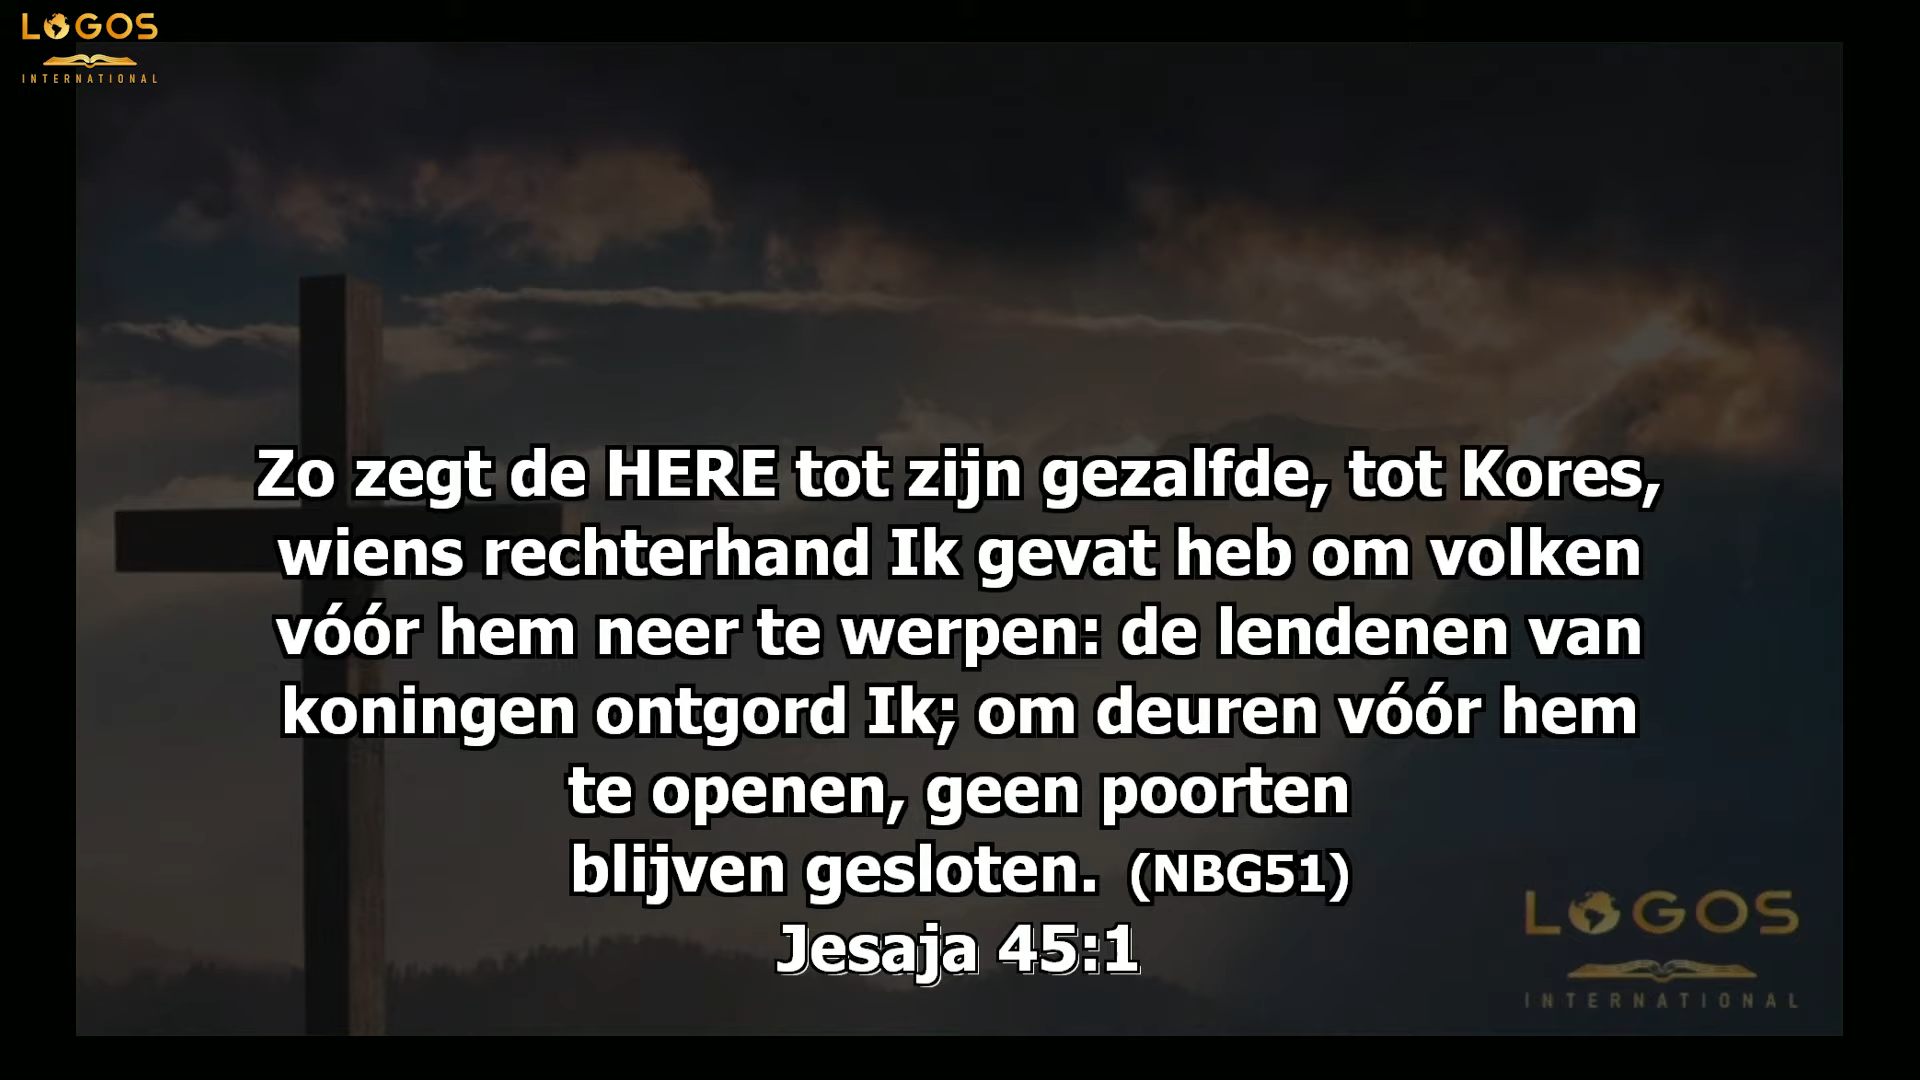 LOGOS
INTERNATIONAL
Zo zegt de HERE tot zijn gezalfde, tot Kores,
wiens rechterhand Ik gevat heb om volken
vóór hem neer te werpen: de lendenen van
koningen ontgord Ik; om deuren vóór hem
te openen, geen poorten
blijven gesloten. (NBG51)
Jesaja 45:1
LOGOS
INTERNATIONAL